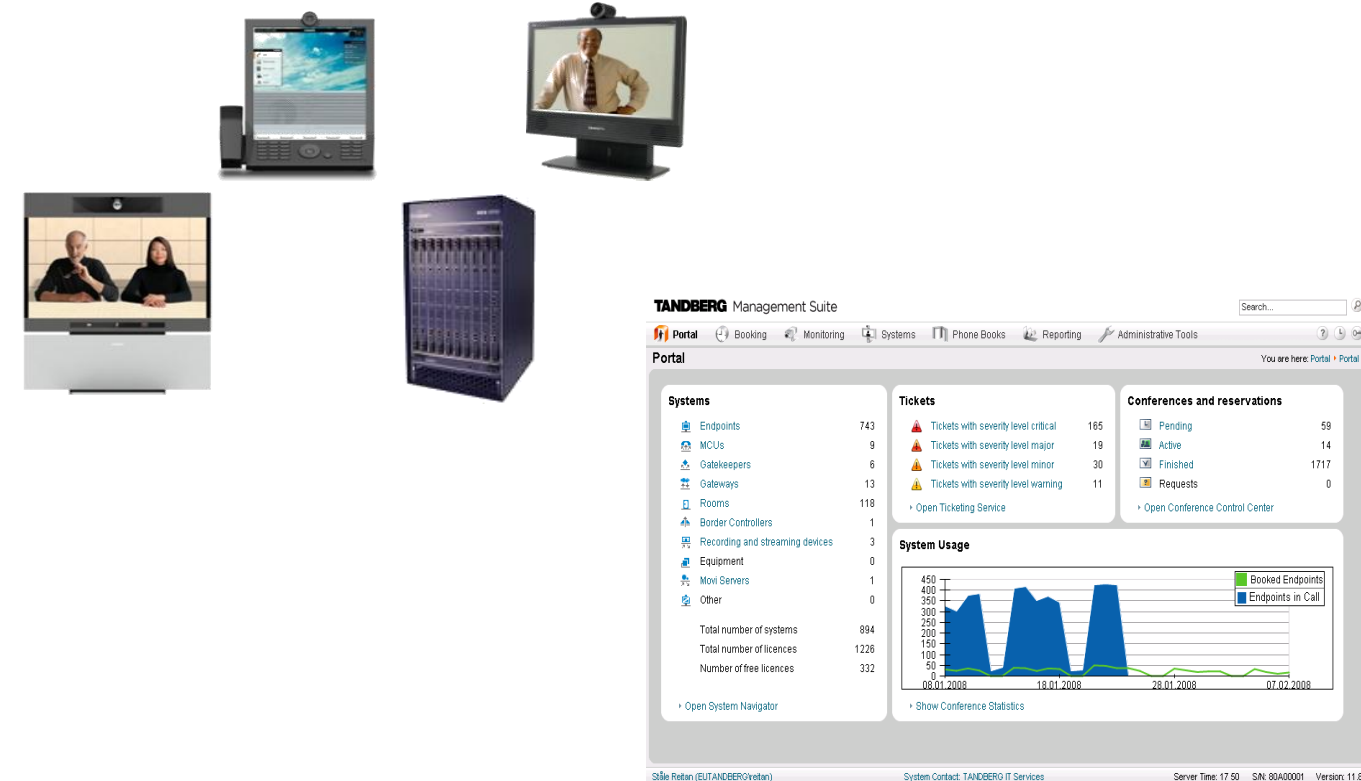 TANDBERG Management Suite
Search...
Portal Booking Monitoring Systems Phone Books Reporting Administrative Tools
Portal
You are here: Portal Portal
Systems
Endpoints 743
MCUs 9
Gatekeepers 6
Gateways 13
Rooms 118
Border Controllers 1
Recording and streaming devices 3
Equipment 0
Movi Servers 1
Other 0
Total number of systems 894
Total number of licences 1226
Number of free licences 332
Open System Navigator
Tickets
Tickets with severity level critical 165
Tickets with severity level major 19
Tickets with severity level minor 30
Tickets with severity level warning 11
Open Ticketing Service
Conferences and reservations
Pending 59
Active 14
Finished 1717
Requests 0
Open Conference Control Center
System Usage
Booked Endpoints
Endpoints in Call
450
400
350
300
250
200
150
100
50
0
08.01.2008 18.01.2008 28.01.2008 07.02.2008
Show Conference Statistics
Ståle Reitan (EUTANDBERG\reitan) System Contact: TANDBERG IT Services Server Time: 17 50 S/N: 80A00001 Version: 11.8